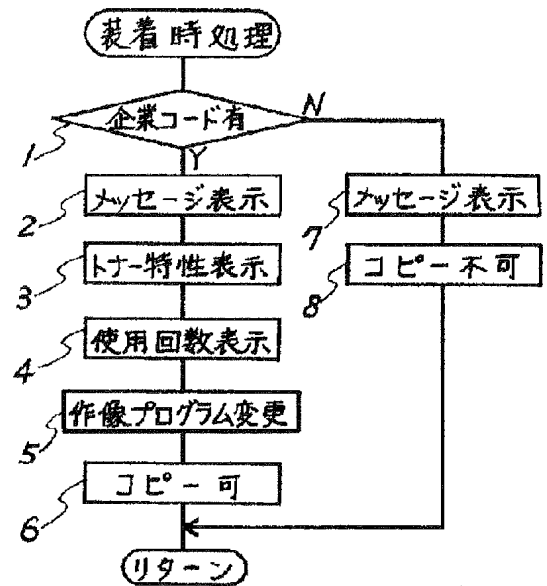 装着時処理
企業コード有
N
1
Y
2
メッセージ表示
7
メッセージ表示
3
トナー特性表示
8
コピー不可
4
使用回数表示
5
作像プログラム変更
6
コピー可
リターン